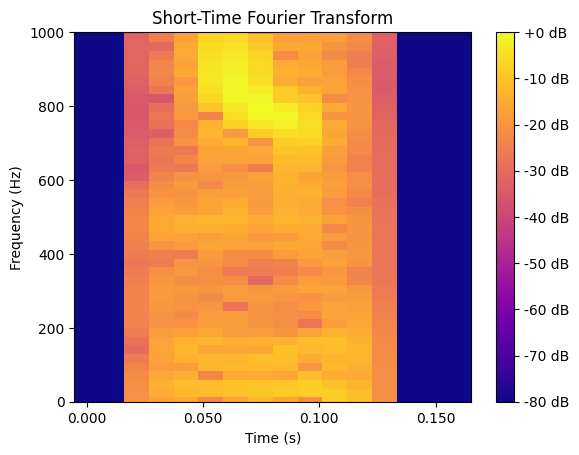 Short-Time Fourier Transform
1000
800
600
400
200
0
Frequency (Hz)
0.000
0.050
0.100
0.150
Time (s)
+0 dB
-10 dB
-20 dB
-30 dB
-40 dB
-50 dB
-60 dB
-70 dB
-80 dB